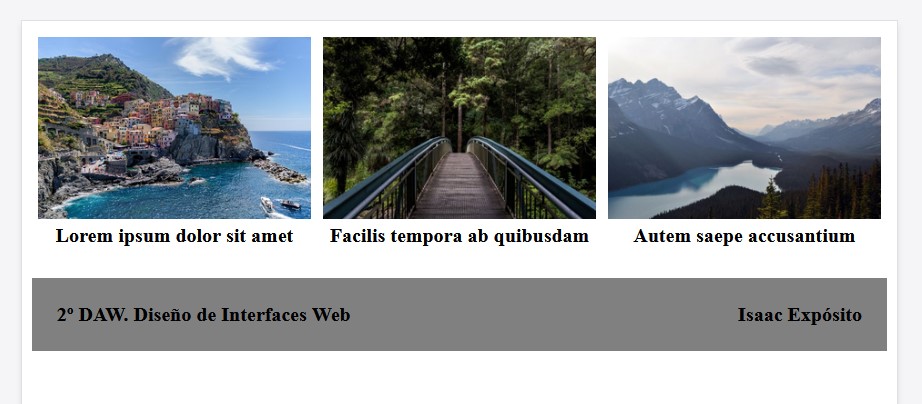 Lorem ipsum dolor sit amet
Facilis tempora ab quibusdam
Autem saepe accusantium
2º DAW. Diseño de Interfaces Web
Isaac Expósito